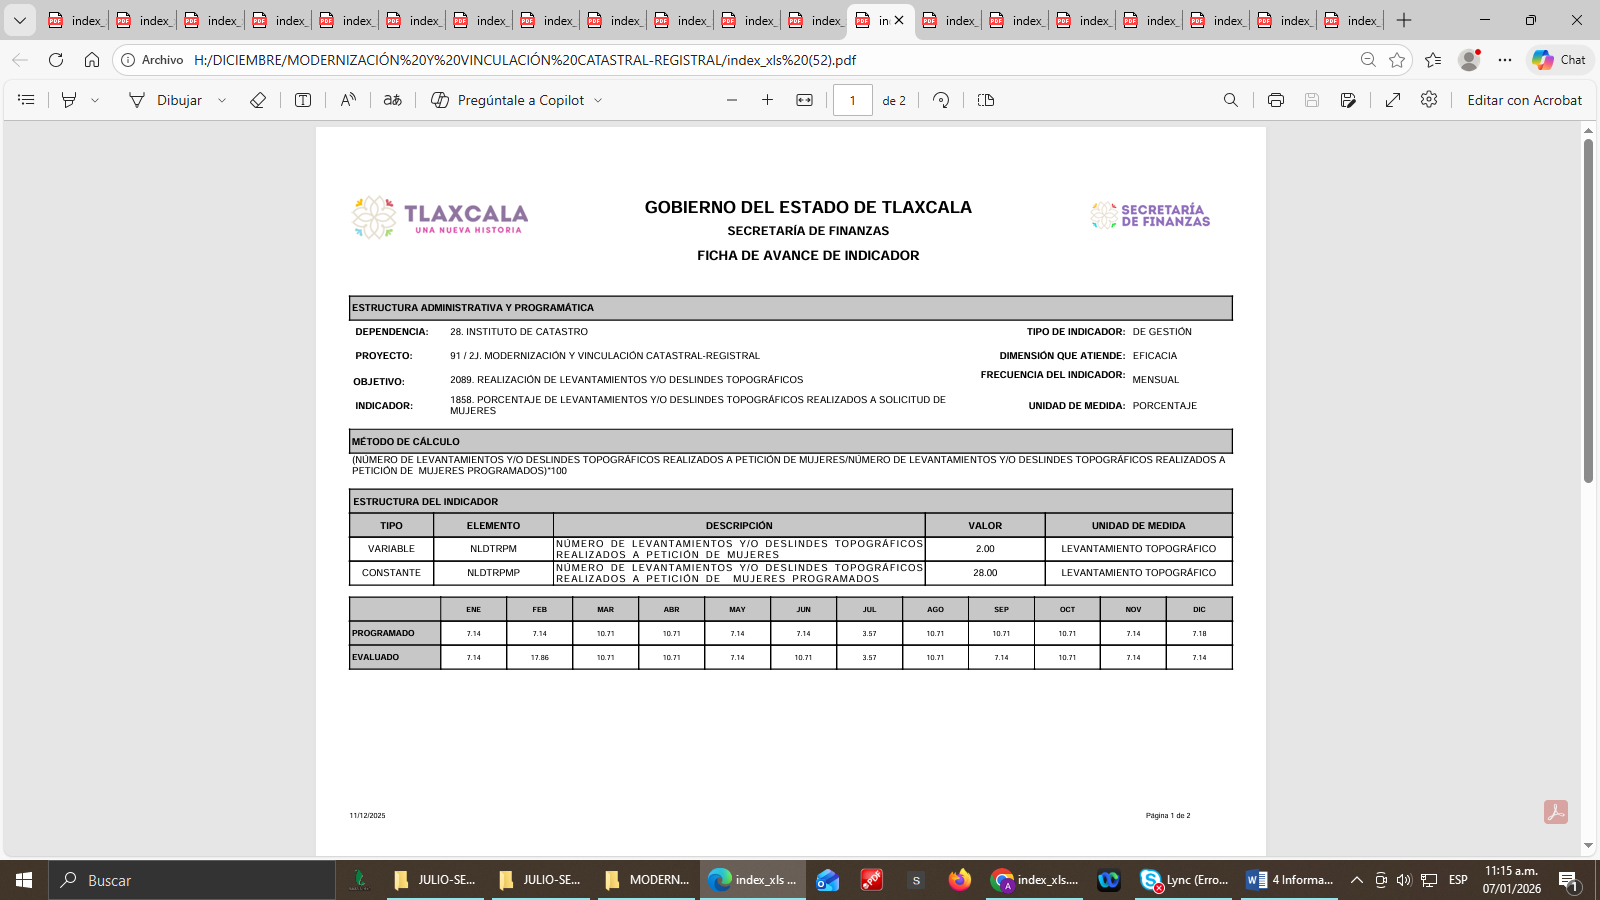 index_
index_
index_
index_
index_
index_
index_
index_
index_
index_
index_
index_
in
index_
index_
index_
index_
index_
index_
index_
Archivo H:/DICIEMBRE/MODERNIZACIÓN%20Y%20VINCULACIÓN%20CATASTRAL-REGISTRAL/index_xls%20(52).pdf
Chat
Dibujar
aあ
Pregúntale a Copilot
1 de 2
Editar con Acrobat
TLAXCALA
UNA NUEVA HISTORIA
GOBIERNO DEL ESTADO DE TLAXCALA
SECRETARÍA DE FINANZAS
FICHA DE AVANCE DE INDICADOR
SECRETARÍA
DE FINANZAS
ESTRUCTURA ADMINISTRATIVA Y PROGRAMÁTICA
DEPENDENCIA: 28. INSTITUTO DE CATASTRO TIPO DE INDICADOR: DE GESTIÓN
PROYECTO: 91 / 2J. MODERNIZACIÓN Y VINCULACIÓN CATASTRAL-REGISTRAL DIMENSIÓN QUE ATIENDE: EFICACIA
OBJETIVO: 2089. REALIZACIÓN DE LEVANTAMIENTOS Y/O DESLINDES TOPOGRÁFICOS FRECUENCIA DEL INDICADOR: MENSUAL
INDICADOR: 1858. PORCENTAJE DE LEVANTAMIENTOS Y/O DESLINDES TOPOGRÁFICOS REALIZADOS A SOLICITUD DE
MUJERES
UNIDAD DE MEDIDA: PORCENTAJE
MÉTODO DE CÁLCULO
(NÚMERO DE LEVANTAMIENTOS Y/O DESLINDES TOPOGRÁFICOS REALIZADOS A PETICIÓN DE MUJERES/NÚMERO DE LEVANTAMIENTOS Y/O DESLINDES TOPOGRÁFICOS REALIZADOS A
PETICIÓN DE MUJERES PROGRAMADOS)*100
ESTRUCTURA DEL INDICADOR
TIPO ELEMENTO DESCRIPCIÓN VALOR UNIDAD DE MEDIDA
VARIABLE NLDTRPM NÚMERO DE LEVANTAMIENTOS Y/O DESLINDES TOPOGRÁFICOS
REALIZADOS A PETICIÓN DE MUJERES
2.00 LEVANTAMIENTO TOPOGRÁFICO
CONSTANTE NLDTRPMP NÚMERO DE LEVANTAMIENTOS Y/O DESLINDES TOPOGRÁFICOS
REALIZADOS A PETICIÓN DE MUJERES PROGRAMADOS
28.00 LEVANTAMIENTO TOPOGRÁFICO
ENE FEB MAR ABR MAY JUN JUL AGO SEP OCT NOV DIC
PROGRAMADO 7.14 7.14 10.71 10.71 7.14 7.14 3.57 10.71 10.71 10.71 7.14 7.18
EVALUADO 7.14 17.86 10.71 10.71 7.14 10.71 3.57 10.71 7.14 10.71 7.14 7.14
11/12/2025 Página 1 de 2
Buscar
JULIO-SE...
JULIO-SE...
MODERN...
index_xls ...
index_xls....
Lync (Erro...
4 Informa...
ESP
11:15 a.m.
07/01/2026
1